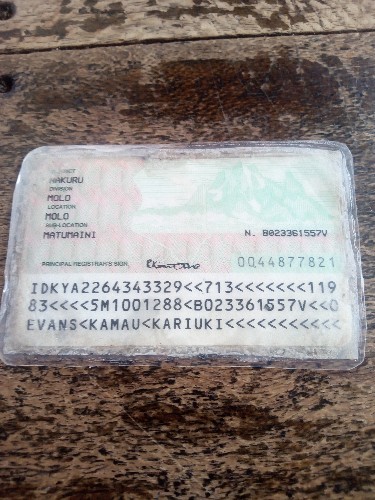 NAKURU
DIVISION
MOLO
LOCATION
MOLO
SUB-LOCATION
MATUMAINI
N. B023361557V
PRINCIPAL REGISTRAR'S SIGN.
0044877821
IDKYA2264343329<<713<<<<<<<119
83<<<<5M1001288<B023361557V<<0
EVANS<KAMAU<KARIUKI<<<<<<<<<<<